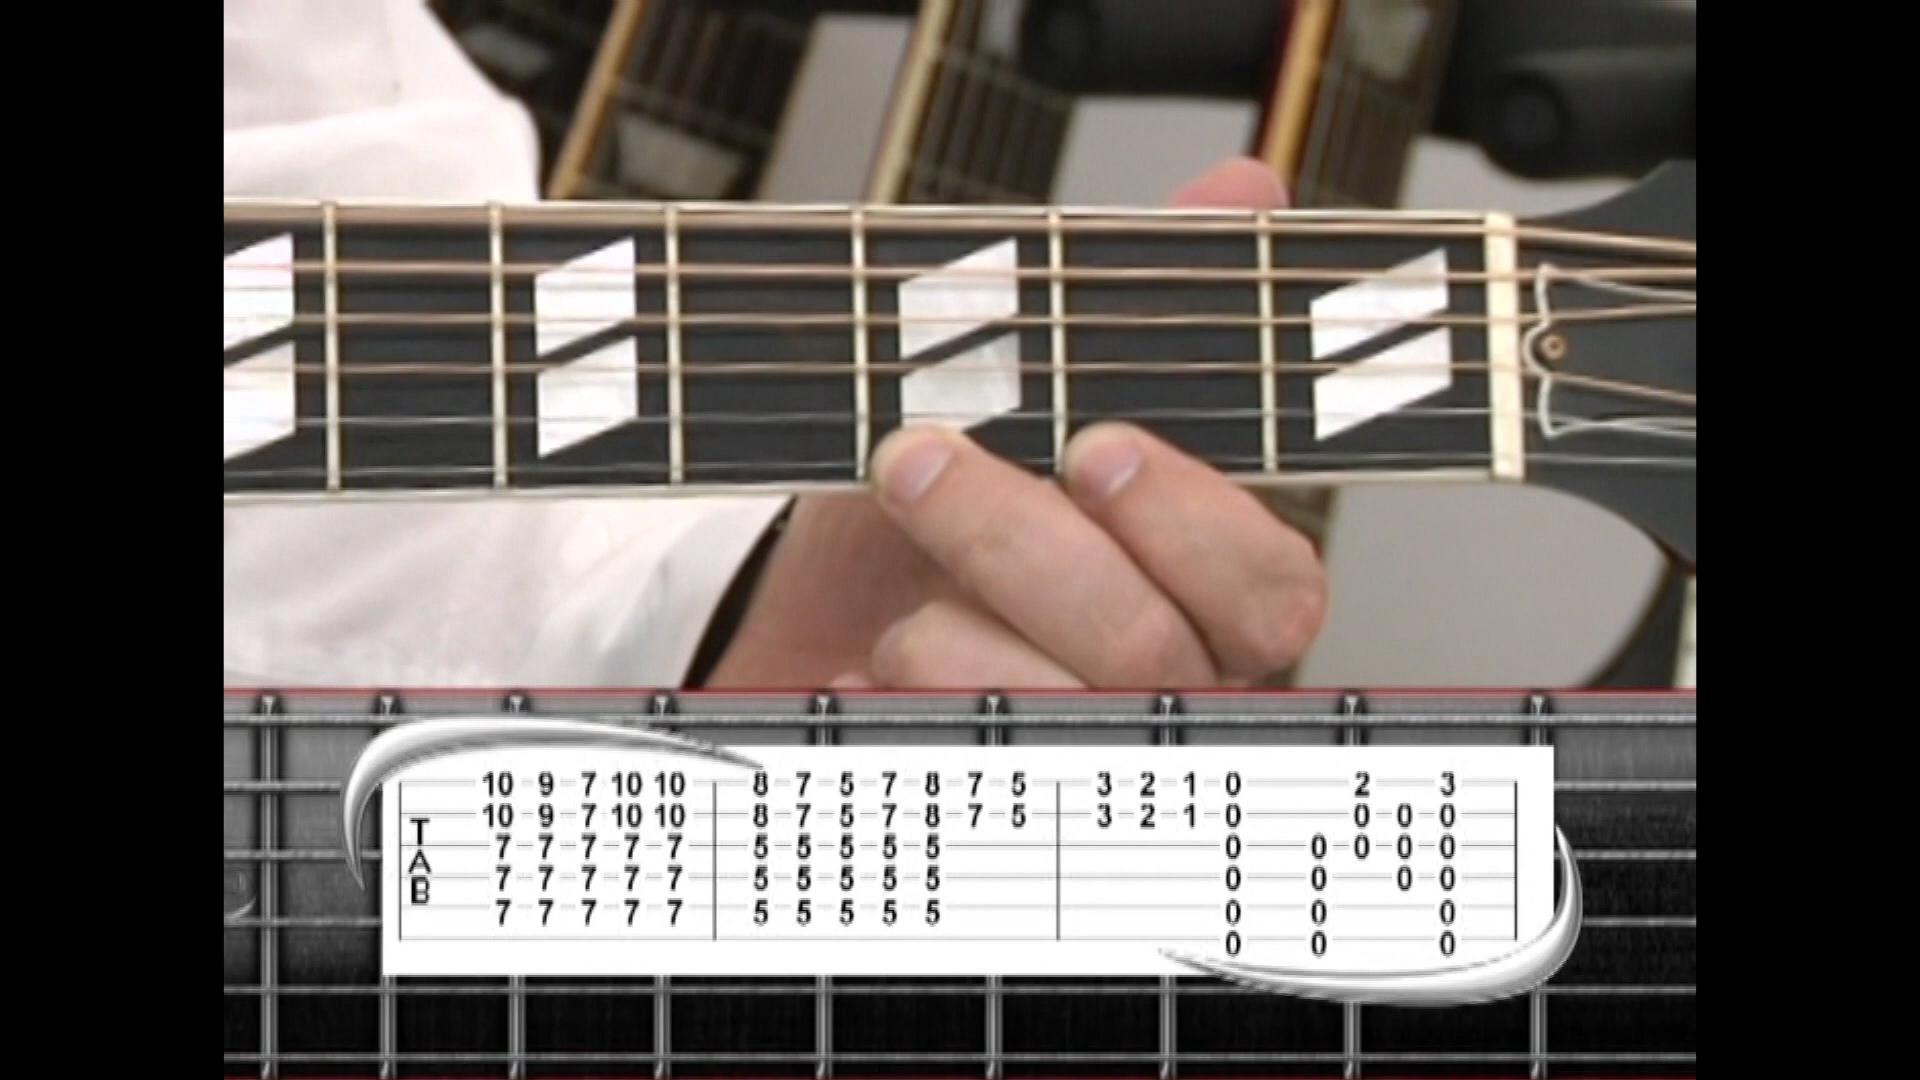 10 9 7 10 10 8 7 5 7 8 7 5 3 2 1 0 2 3
10 9 7 10 10 8 7 5 7 8 7 5 3 2 1 0 0 0 0
T
7 7 7 7 7 5 5 5 5 5 0 0 0 0 0
A
7 7 7 7 7 5 5 5 5 5 0 0 0 0
B
7 7 7 7 7 5 5 5 5 5 0 0 0
0 0 0